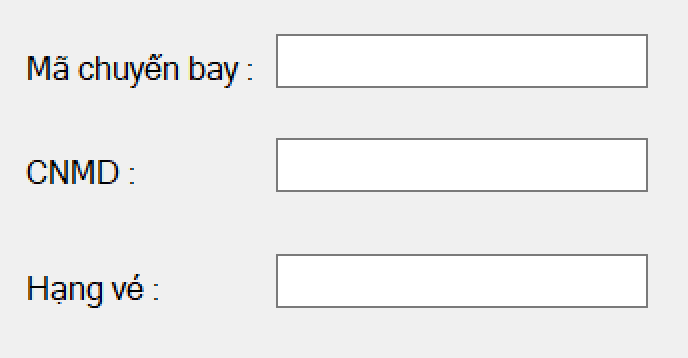 Mã chuyến bay :
CNMD :
Hạng vé :